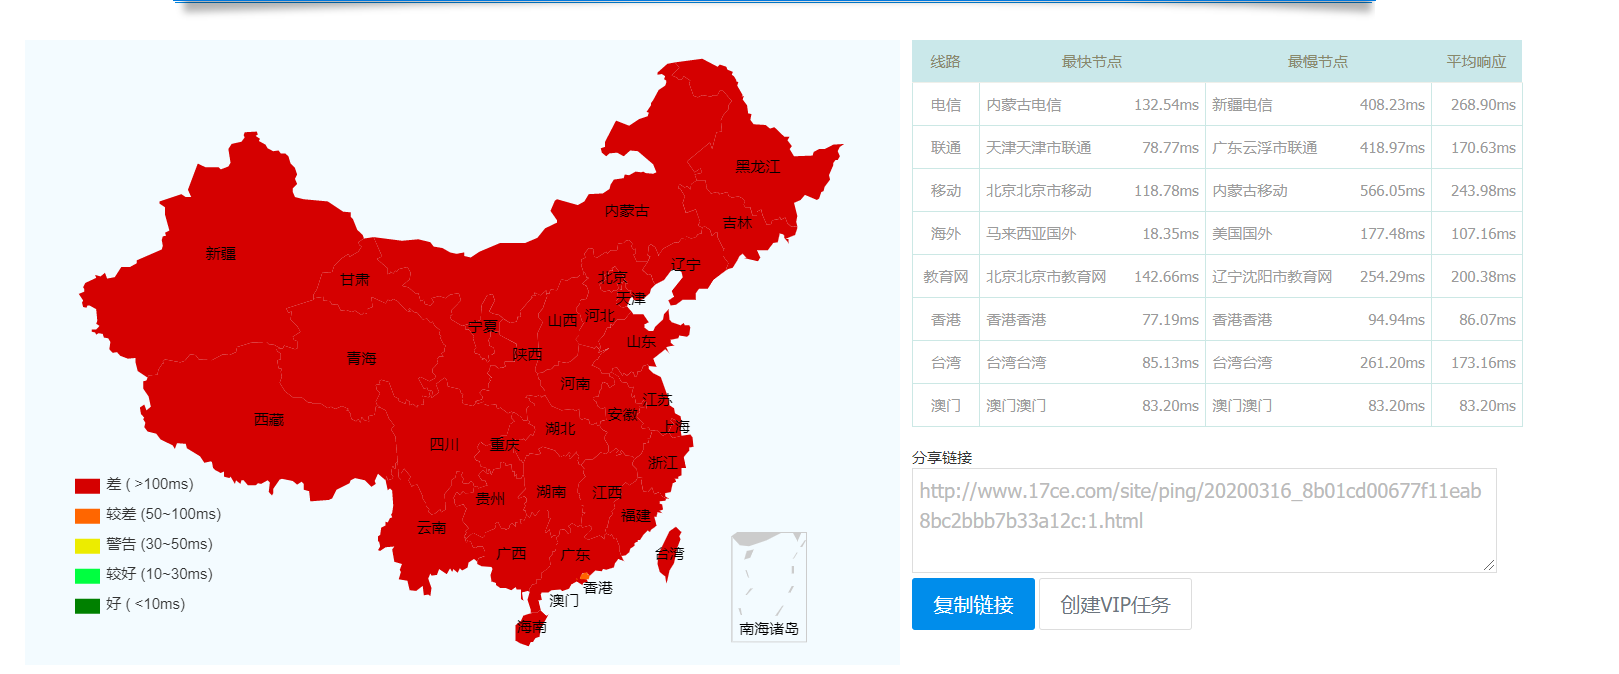 黑龙江
内蒙古
吉林
新疆
辽宁
甘肃
北京
天津
宁夏
山西
河北
山东
青海
陕西
河南
西藏
江苏
安徽
上海
四川
重庆
湖北
浙江
贵州
湖南
江西
云南
福建
广西
广东
台湾
香港
澳门
海南
南海诸岛
差 ( >100ms)
较差 (50~100ms)
警告 (30~50ms)
较好 (10~30ms)
好 ( <10ms)
线路 最快节点 最慢节点 平均响应
电信 内蒙古电信 132.54ms 新疆电信 408.23ms 268.90ms
联通 天津天津市联通 78.77ms 广东云浮市联通 418.97ms 170.63ms
移动 北京北京市移动 118.78ms 内蒙古移动 566.05ms 243.98ms
海外 马来西亚国外 18.35ms 美国国外 177.48ms 107.16ms
教育网 北京北京市教育网 142.66ms 辽宁沈阳市教育网 254.29ms 200.38ms
香港 香港香港 77.19ms 香港香港 94.94ms 86.07ms
台湾 台湾台湾 85.13ms 台湾台湾 261.20ms 173.16ms
澳门 澳门澳门 83.20ms 澳门澳门 83.20ms 83.20ms
分享链接
http://www.17ce.com/site/ping/20200316_8b01cd00677f11eab
8bc2bbb7b33a12c:1.html
复制链接 创建VIP任务